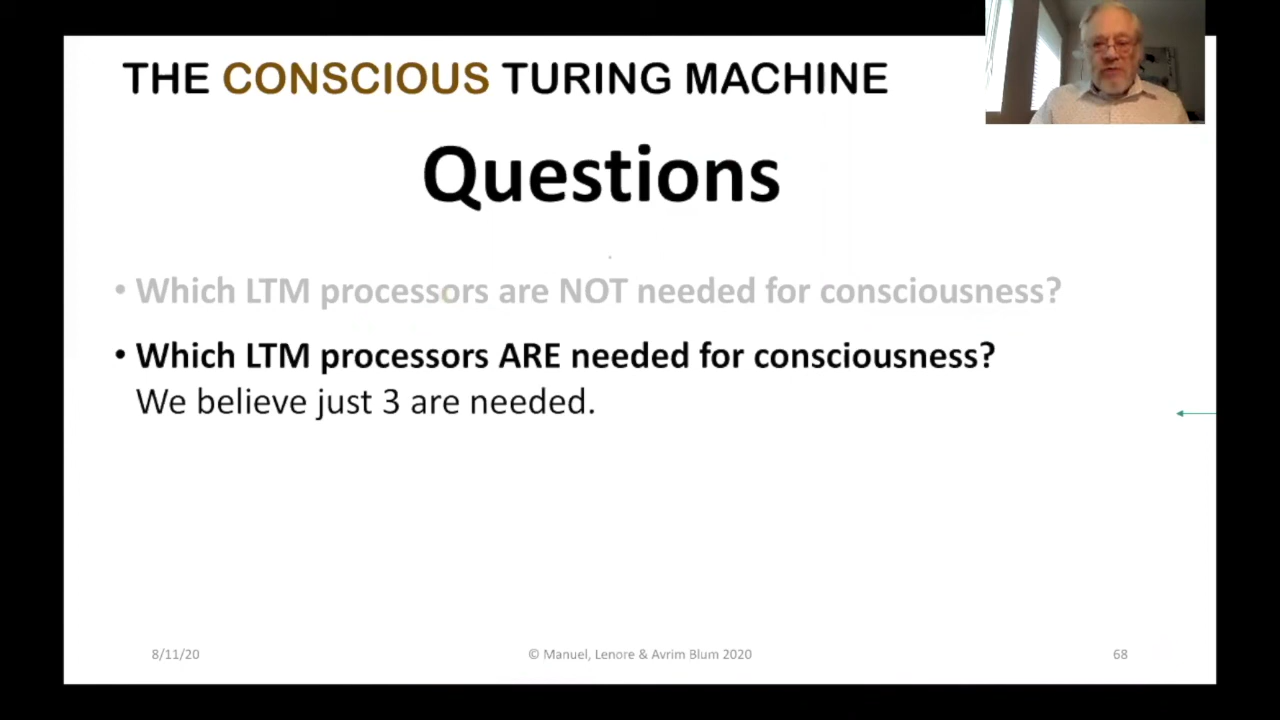 THE CONSCIOUS TURING MACHINE
Questions
• Which LTM processors are NOT needed for consciousness?
• Which LTM processors ARE needed for consciousness?
We believe just 3 are needed.
8/11/20 © Manuel, Lenore & Avrim Blum 2020 68